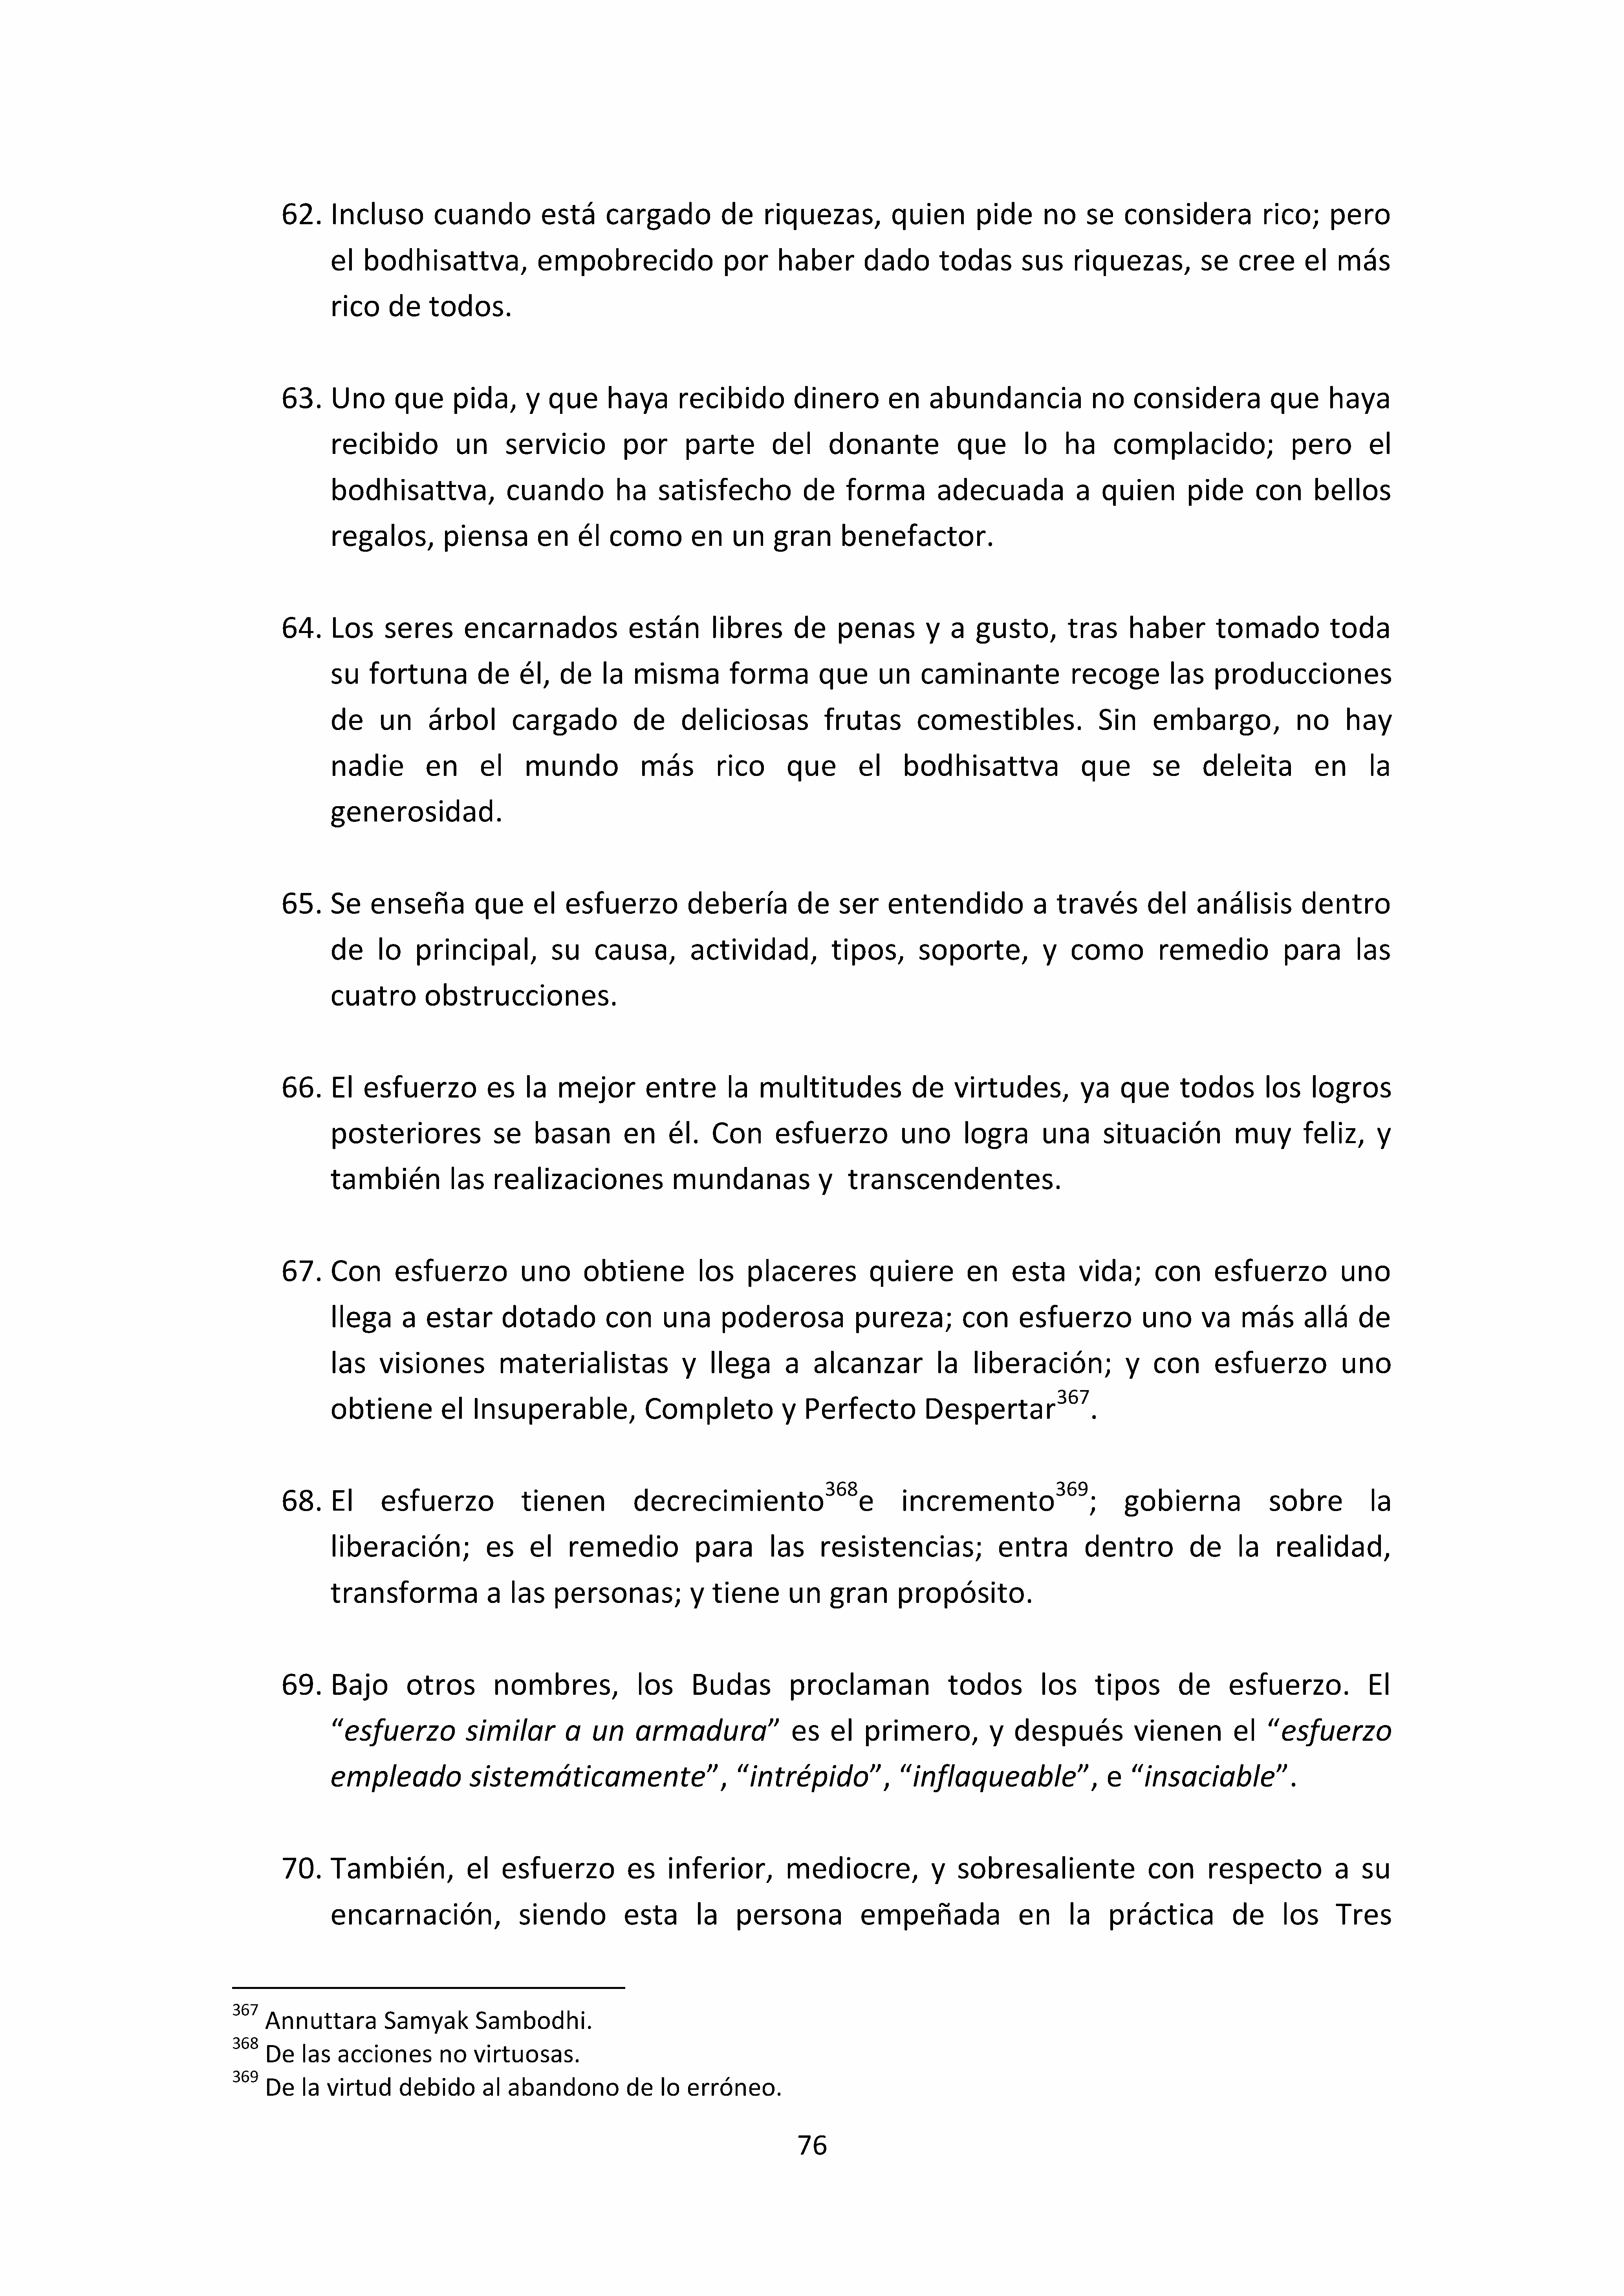 62. Incluso cuando está cargado de riquezas, quien pide no se considera rico; pero
el bodhisattva, empobrecido por haber dado todas sus riquezas, se cree el más
rico de todos.
63. Uno que pida, y que haya recibido dinero en abundancia no considera que haya
recibido un servicio por parte del donante que lo ha complacido; pero el
bodhisattva, cuando ha satisfecho de forma adecuada a quien pide con bellos
regalos, piensa en él como en un gran benefactor.
64. Los seres encarnados están libres de penas y a gusto, tras haber tomado toda
su fortuna de él, de la misma forma que un caminante recoge las producciones
de un árbol cargado de deliciosas frutas comestibles. Sin embargo, no hay
nadie en el mundo más rico que el bodhisattva que se deleita en la
generosidad.
65. Se enseña que el esfuerzo debería de ser entendido a través del análisis dentro
de lo principal, su causa, actividad, tipos, soporte, y como remedio para las
cuatro obstrucciones.
66. El esfuerzo es la mejor entre la multitudes de virtudes, ya que todos los logros
posteriores se basan en él. Con esfuerzo uno logra una situación muy feliz, y
también las realizaciones mundanas y  transcendentes.
67. Con esfuerzo uno obtiene los placeres quiere en esta vida; con esfuerzo uno
llega a estar dotado con una poderosa pureza; con esfuerzo uno va más allá de
las visiones materialistas y llega a alcanzar la liberación; y con esfuerzo uno
obtiene el Insuperable, Completo y Perfecto Despertar367.
68. El esfuerzo tienen decrecimiento368e incremento369; gobierna sobre la
liberación; es el remedio para las resistencias; entra dentro de la realidad,
transforma a las personas; y tiene un gran propósito.
69. Bajo otros nombres, los Budas proclaman todos los tipos de esfuerzo. El
“esfuerzo similar a un armadura” es el primero, y después vienen el “esfuerzo
empleado sistemáticamente”, “intrépido”, “inflaqueable”, e “insaciable”.
70. También, el esfuerzo es inferior, mediocre, y sobresaliente con respecto a su
encarnación, siendo esta la persona empeñada en la práctica de los Tres
367 Annuttara Samyak Sambodhi.
368 De las acciones no virtuosas.
369 De la virtud debido al abandono de lo erróneo.
76